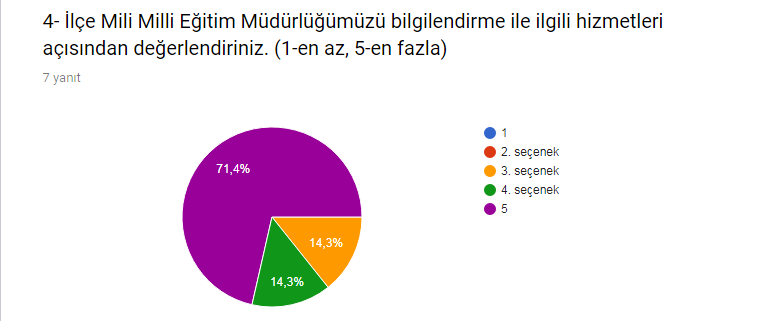 4- İlçe Mili Milli Eğitim Müdürlüğümüzü bilgilendirme ile ilgili hizmetleri
açısından değerlendiriniz. (1-en az, 5-en fazla)
7 yanıt
71,4%
14,3%
14,3%
1
2. seçenek
3. seçenek
4. seçenek
5